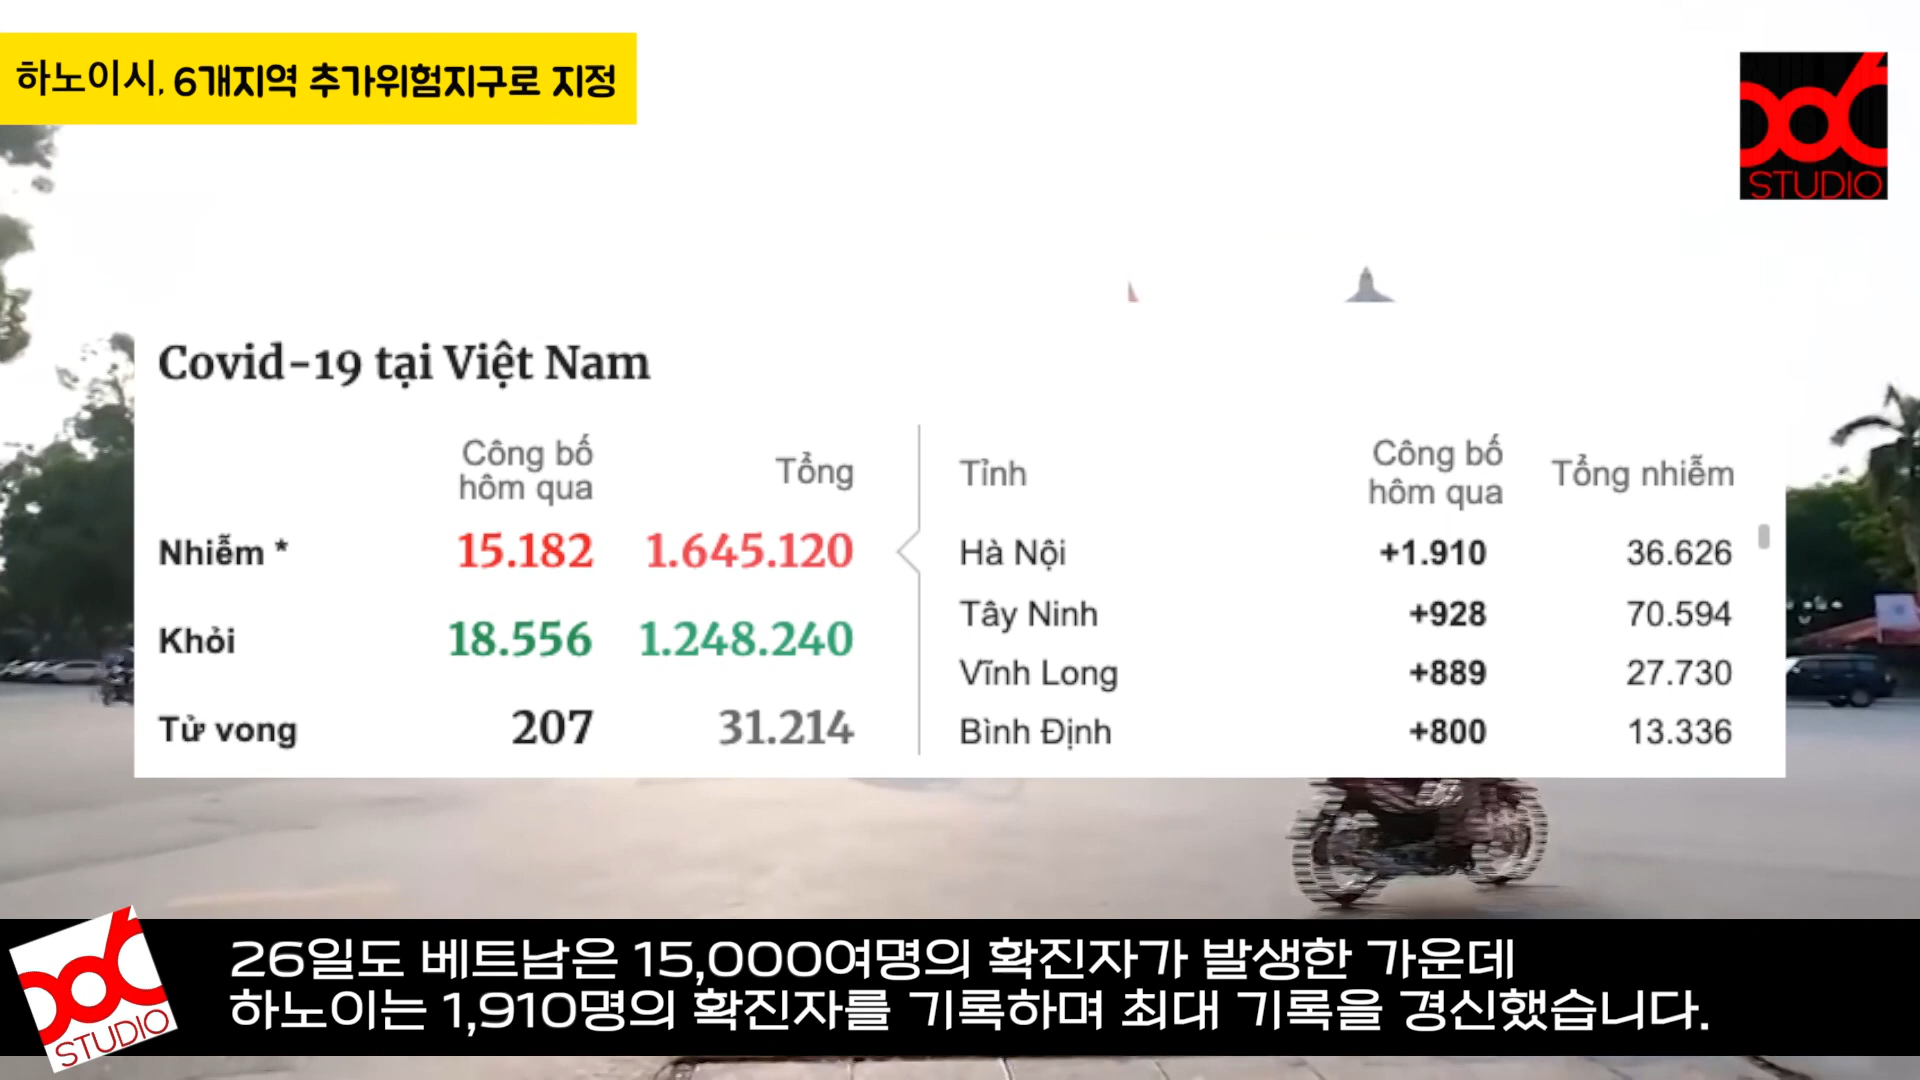 하노이시, 6개지역 추가위험지구로 지정
STUDIO
Covid-19 tại Việt Nam
Công bố hôm qua Tổng
Nhiễm * 15.182 1.645.120
Khỏi 18.556 1.248.240
Tử vong 207 31.214
Tỉnh Công bố hôm qua Tổng nhiễm
Hà Nội +1.910 36.626
Tây Ninh +928 70.594
Vĩnh Long +889 27.730
Bình Định +800 13.336
STUDIO
26일도 베트남은 15,000여명의 확진자가 발생한 가운데
하노이는 1,910명의 확진자를 기록하며 최대 기록을 경신했습니다.